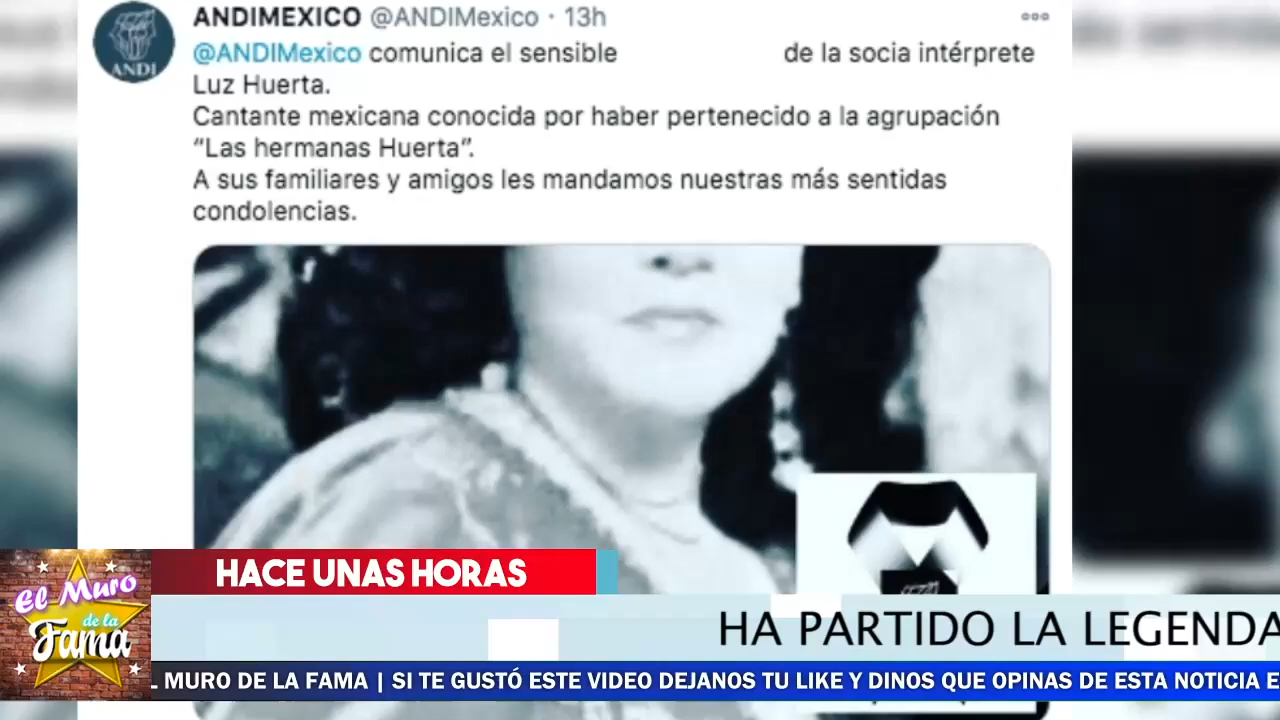 ANDIMEXICO @ANDIMexico · 13h
@ANDIMexico comunica el sensible de la socia intérprete
Luz Huerta.
Cantante mexicana conocida por haber pertenecido a la agrupación
“Las hermanas Huerta”.
A sus familiares y amigos les mandamos nuestras más sentidas
condolencias.
ANDI
HACE UNAS HORAS
HA PARTIDO LA LEGENDA
El Muro
de la
Fama
MURO DE LA FAMA | SI TE GUSTÓ ESTE VIDEO DEJANOS TU LIKE Y DINOS QUE OPINAS DE ESTA NOTICIA E